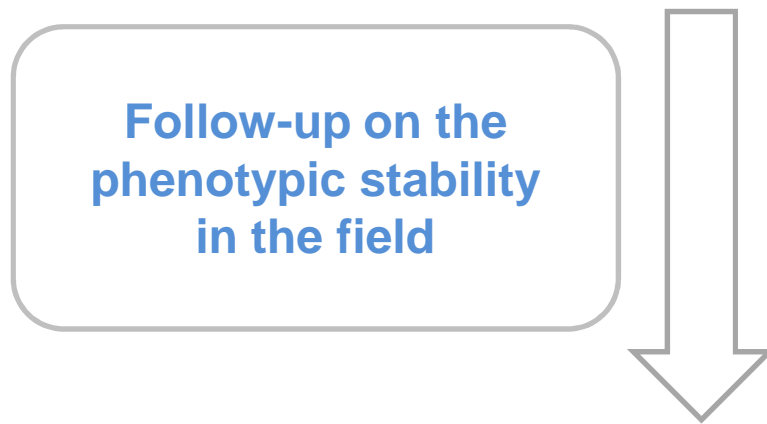 Follow-up on the
phenotypic stability
in the field